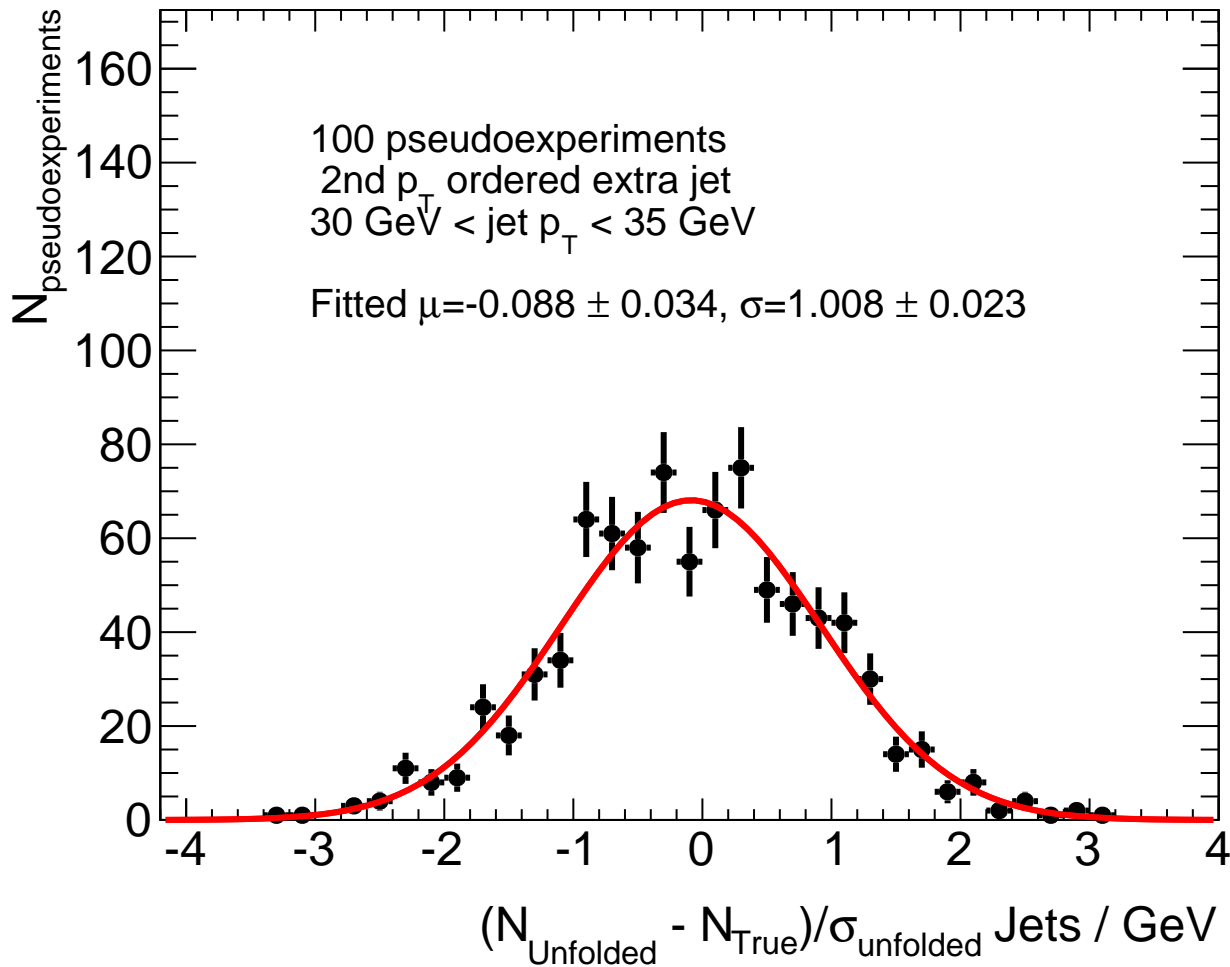 N_pseudoexperiments
160
140
120
100
80
60
40
20
0
100 pseudoexperiments
2nd p_T ordered extra jet
30 GeV < jet p_T < 35 GeV
Fitted μ=-0.088 ± 0.034, σ=1.008 ± 0.023
-4 -3 -2 -1 0 1 2 3 4
(N_Unfolded - N_True)/σ_unfolded Jets / GeV